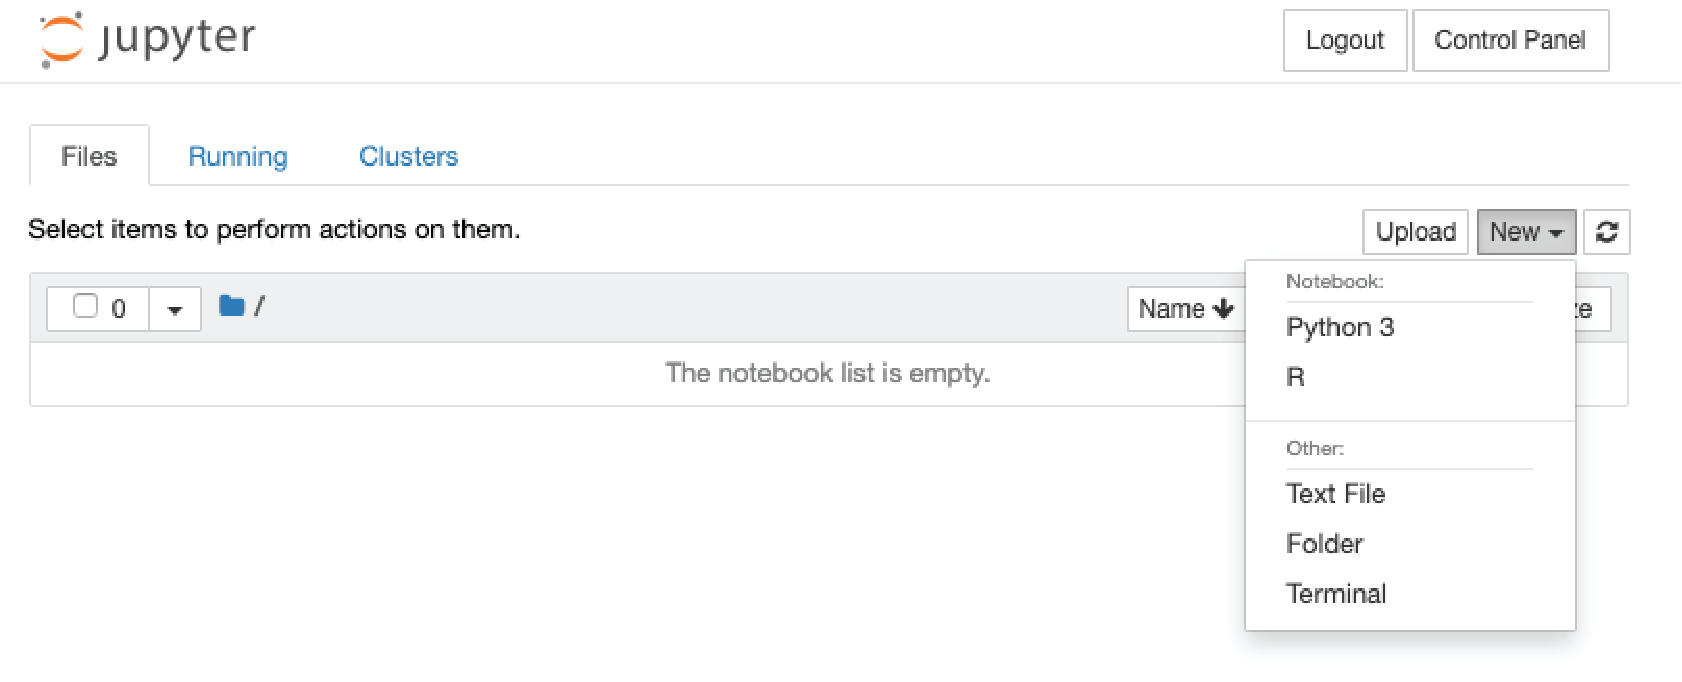 jupyter
Logout Control Panel
Files Running Clusters
Select items to perform actions on them.
Upload New
0 / Name
The notebook list is empty.
Notebook:
Python 3
R
Other:
Text File
Folder
Terminal